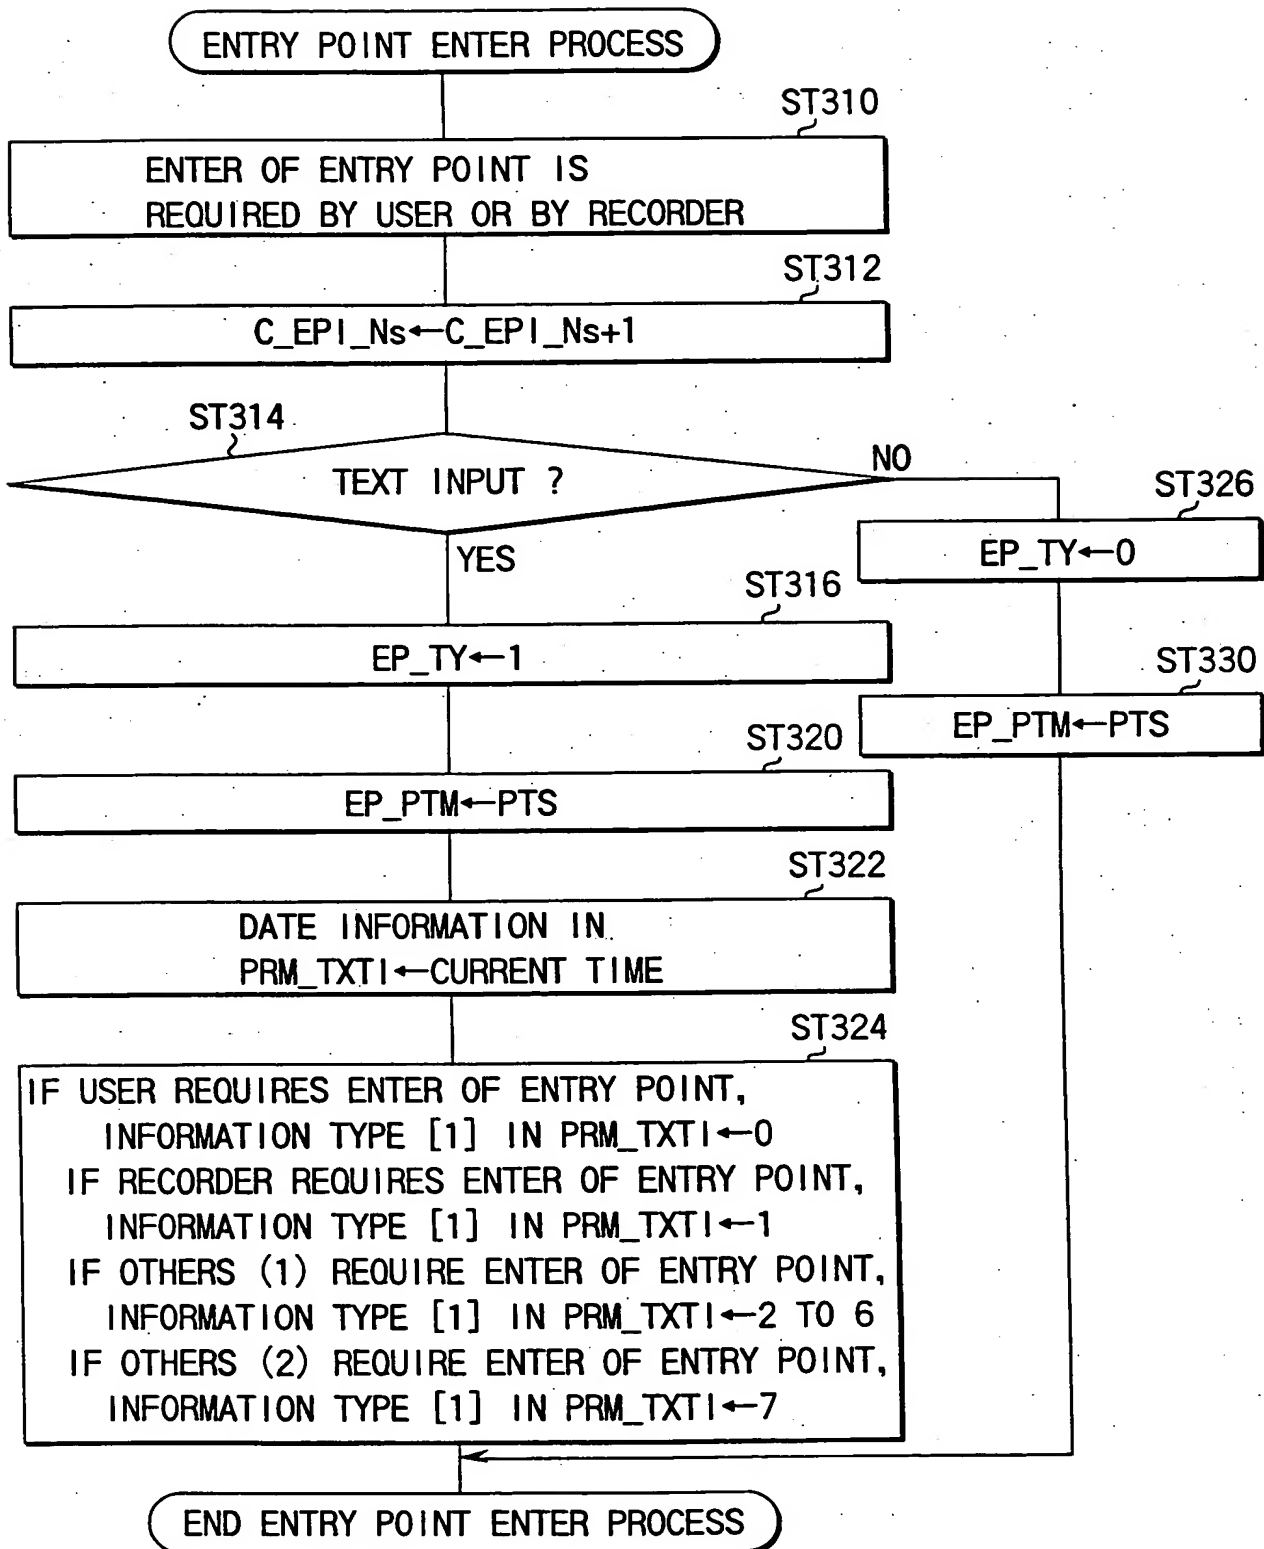 ENTRY POINT ENTER PROCESS
ST310
ENTER OF ENTRY POINT IS
REQUIRED BY USER OR BY RECORDER
ST312
C_EPI_Ns←C_EPI_Ns+1
ST314
TEXT INPUT ?
NO
YES
ST316
EP_TY←1
ST320
EP_PTM←PTS
ST322
DATE INFORMATION IN
PRM_TXTI←CURRENT TIME
ST324
IF USER REQUIRES ENTER OF ENTRY POINT,
INFORMATION TYPE [1] IN PRM_TXTI←0
IF RECORDER REQUIRES ENTER OF ENTRY POINT,
INFORMATION TYPE [1] IN PRM_TXTI←1
IF OTHERS (1) REQUIRE ENTER OF ENTRY POINT,
INFORMATION TYPE [1] IN PRM_TXTI←2 TO 6
IF OTHERS (2) REQUIRE ENTER OF ENTRY POINT,
INFORMATION TYPE [1] IN PRM_TXTI←7
ST326
EP_TY←0
ST330
EP_PTM←PTS
END ENTRY POINT ENTER PROCESS